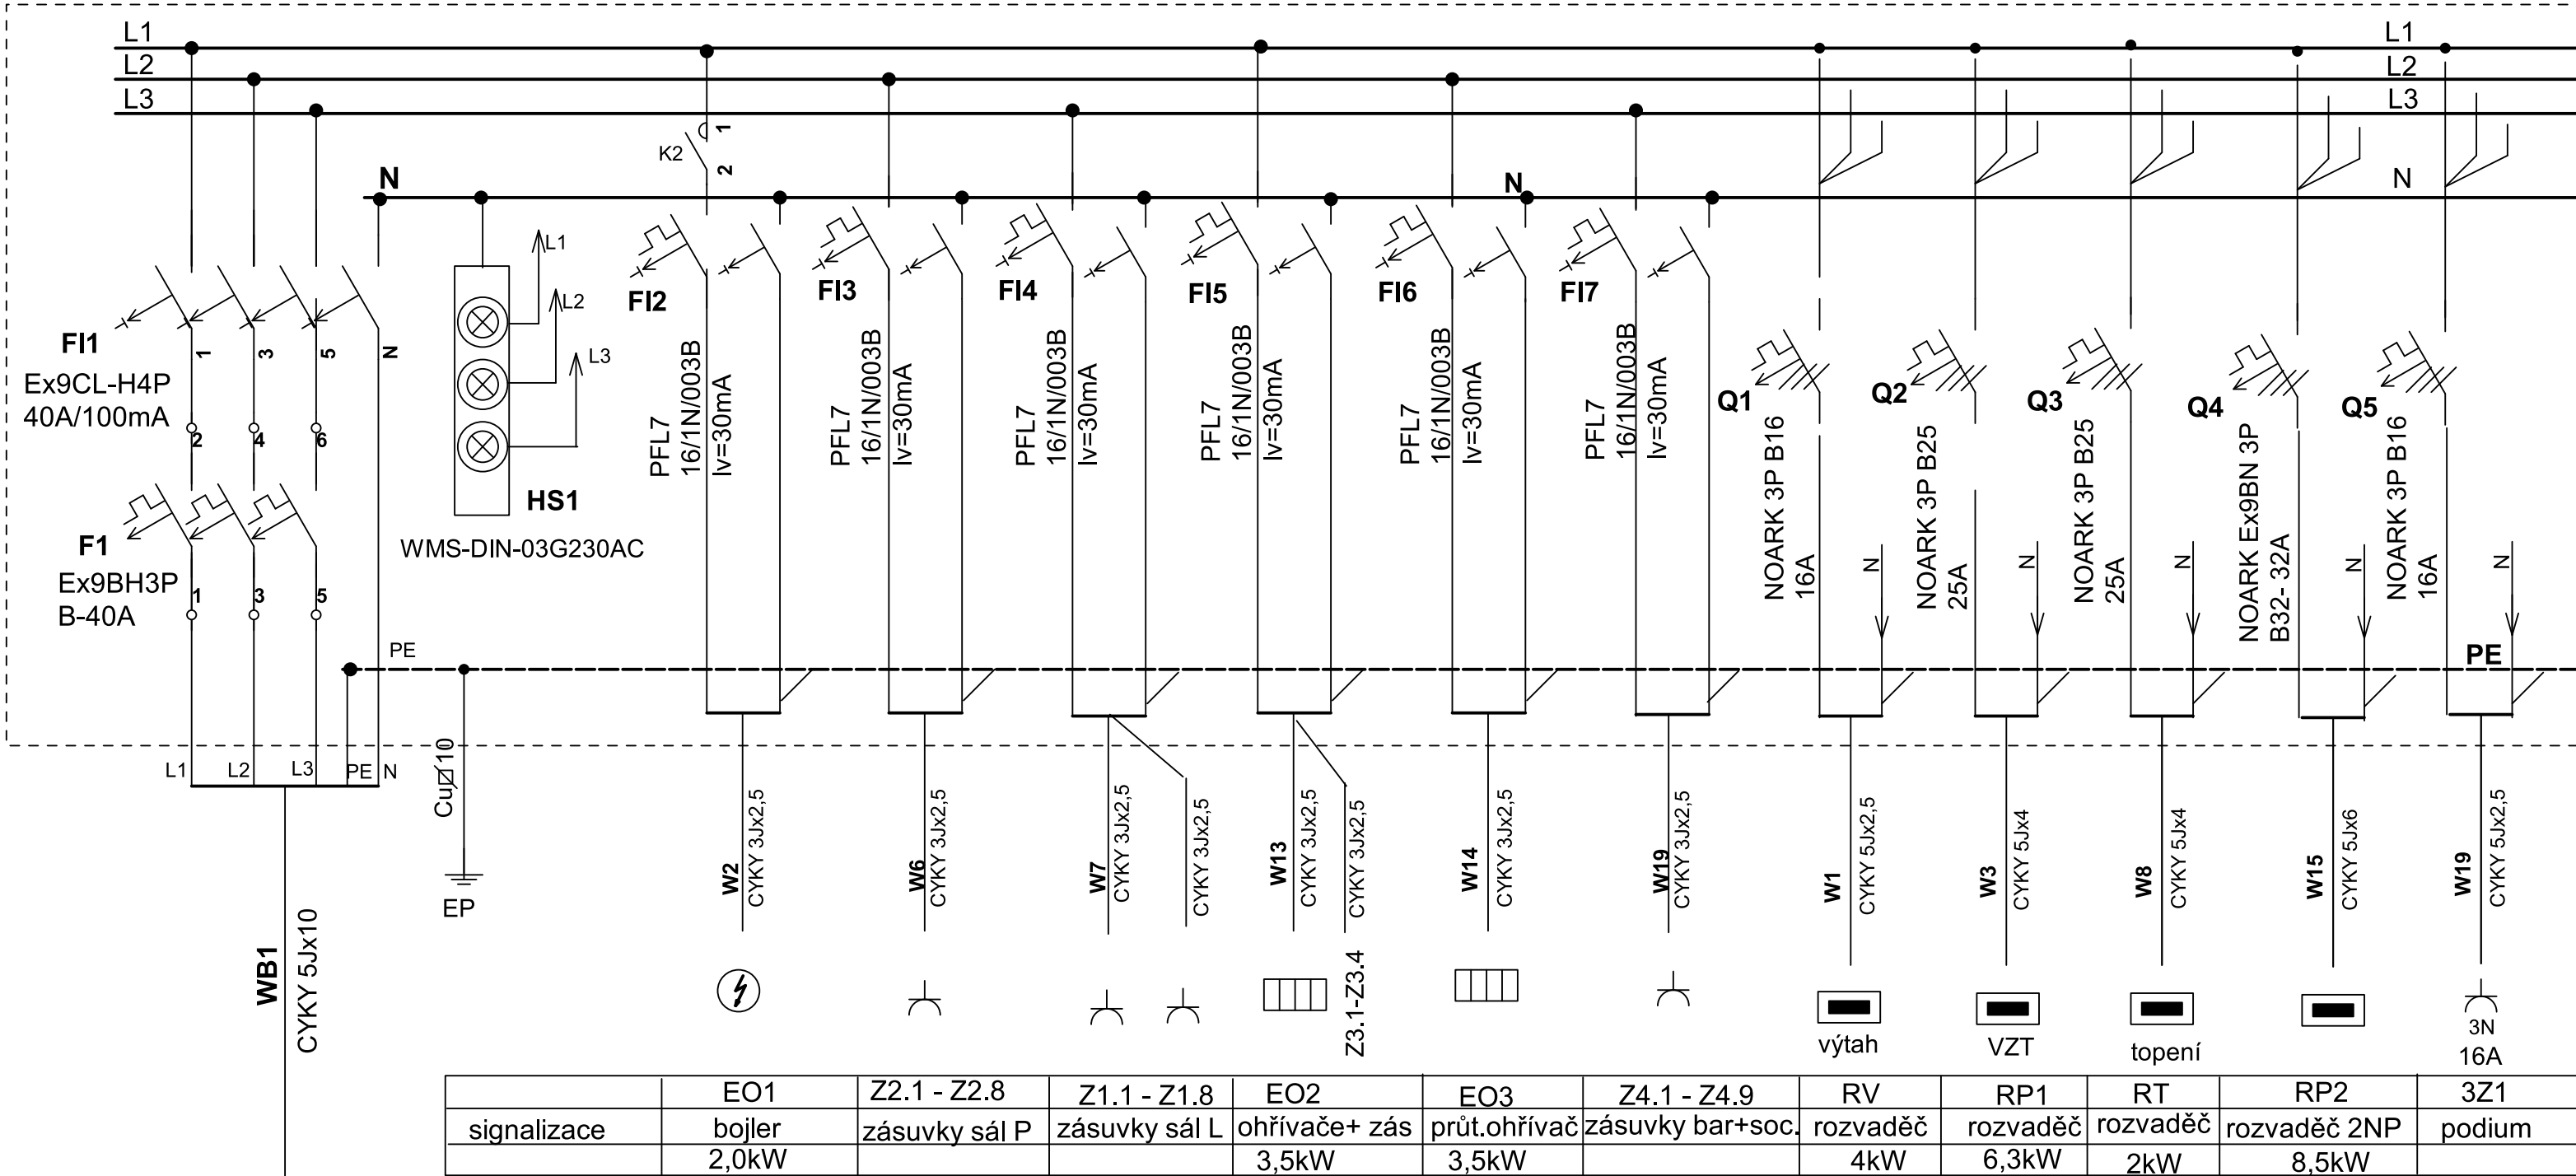 L1
L1
L2
L2
L3
L3
K2
1
2
N
N
N
L1
L2
L3
FI1
Ex9CL-H4P
40A/100mA
1
3
5
N
2
4
6
F1
Ex9BH3P
B-40A
1
3
5
HS1
WMS-DIN-03G230AC
FI2
PFL7
16/1N/003B
Iv=30mA
FI3
PFL7
16/1N/003B
Iv=30mA
FI4
PFL7
16/1N/003B
Iv=30mA
FI5
PFL7
16/1N/003B
Iv=30mA
FI6
PFL7
16/1N/003B
Iv=30mA
FI7
PFL7
16/1N/003B
Iv=30mA
Q1
NOARK 3P B16
16A
N
Q2
NOARK 3P B25
25A
N
Q3
NOARK 3P B25
25A
N
Q4
NOARK Ex9BN 3P
B32- 32A
N
Q5
NOARK 3P B16
16A
N
PE
PE
L1
L2
L3
PE
N
Cu 10
EP
WB1
CYKY 5Jx10
W2
CYKY 3Jx2,5
W6
CYKY 3Jx2,5
W7
CYKY 3Jx2,5
CYKY 3Jx2,5
W13
CYKY 3Jx2,5
CYKY 3Jx2,5
Z3.1-Z3.4
W14
CYKY 3Jx2,5
W19
CYKY 3Jx2,5
W1
CYKY 5Jx2,5
W3
CYKY 5Jx4
W8
CYKY 5Jx4
W15
CYKY 5Jx6
W19
CYKY 5Jx2,5
výtah
VZT
topení
3N
16A
EO1
Z2.1 - Z2.8
Z1.1 - Z1.8
EO2
EO3
Z4.1 - Z4.9
RV
RP1
RT
RP2
3Z1
signalizace
bojler
zásuvky sál P
zásuvky sál L
ohřívače+ zás
průt.ohřívač
zásuvky bar+soc.
rozvaděč
rozvaděč
rozvaděč
rozvaděč 2NP
podium
2,0kW
3,5kW
3,5kW
4kW
6,3kW
2kW
8,5kW